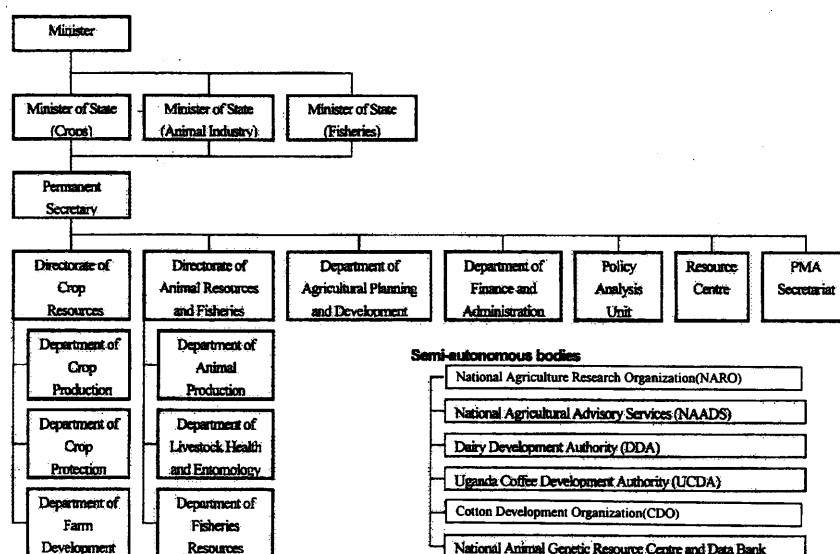 Minister
Minister of State
(Crops)
Minister of State
(Animal Industry)
Minister of State
(Fisheries)
Permanent
Secretary
Directorate of
Crop
Resources
Directorate of
Animal Resources
and Fisheries
Department of
Agricultural Planning
and Development
Department of
Finance and
Administration
Policy
Analysis
Unit
Resource
Centre
PMA
Secretariat
Department of
Crop
Production
Department of
Crop
Protection
Department of
Farm
Development
Department of
Animal
Production
Department of
Livestock Health
and Entomology
Department of
Fisheries
Resources
Semi-autonomous bodies
National Agriculture Research Organization(NARO)
National Agricultural Advisory Services (NAADS)
Dairy Development Authority (DDA)
Uganda Coffee Development Authority (UCDA)
Cotton Development Organization(CDO)
National Animal Genetic Resource Centre and Data Bank